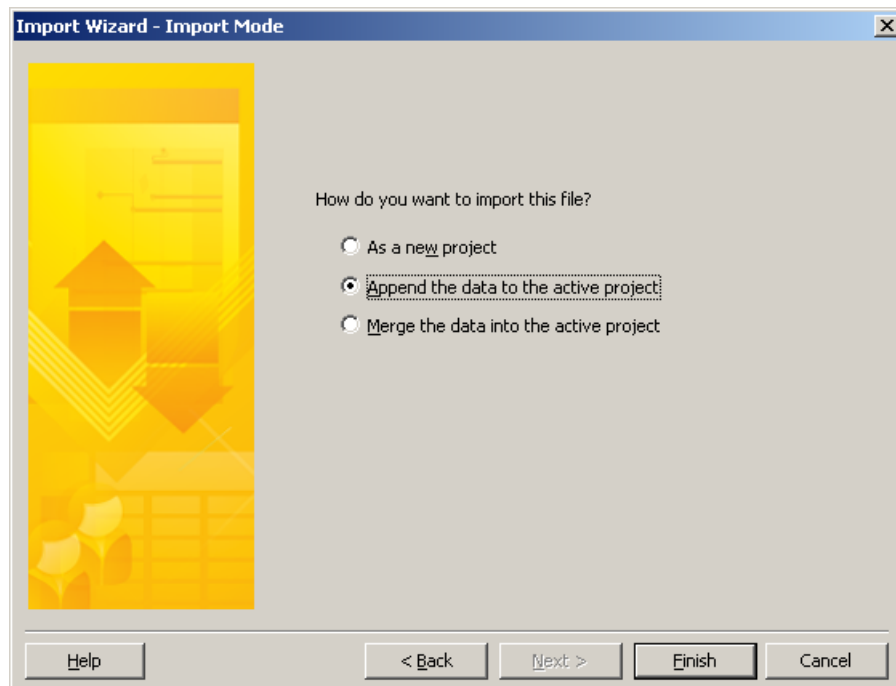 Import Wizard - Import Mode
How do you want to import this file?
As a new project
Append the data to the active project
Merge the data into the active project
Help
< Back
Next >
Finish
Cancel